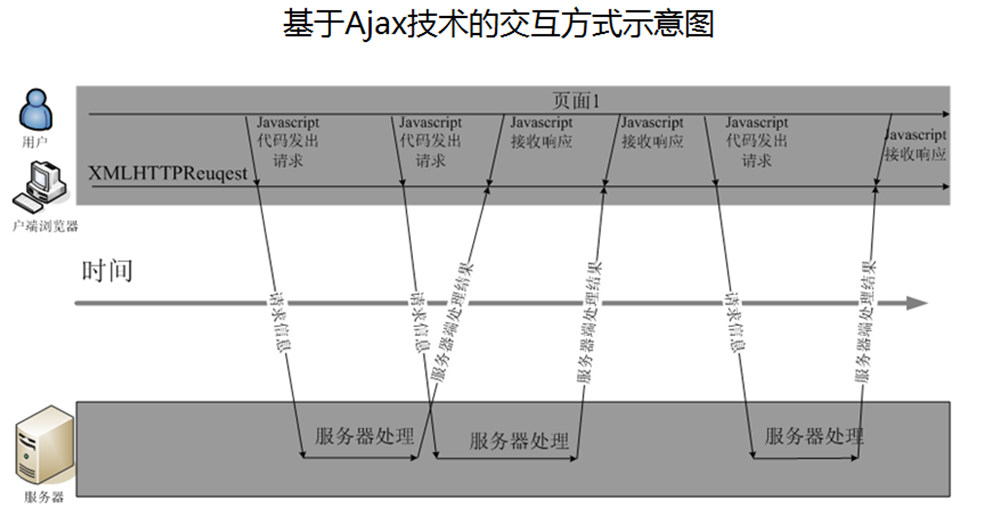 基于Ajax技术的交互方式示意图
页面1
用户
Javascript
代码发出
请求
Javascript
代码发出
请求
Javascript
接收响应
Javascript
接收响应
Javascript
代码发出
请求
Javascript
接收响应
XMLHTTPReuqest
户端浏览器
时间
请求信息
请求信息
服务器端处理结果
服务器端处理结果
请求信息
服务器端处理结果
服务器处理
服务器处理
服务器处理
服务器